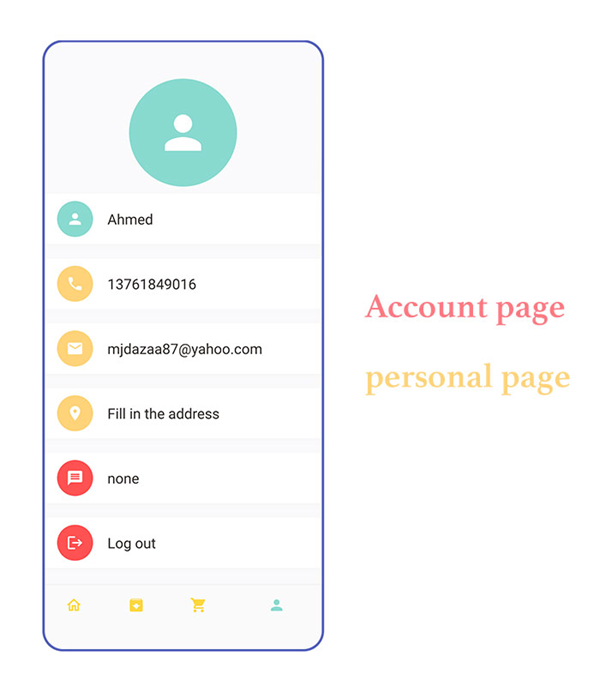 Ahmed
13761849016
mjdazaa87@yahoo.com
Fill in the address
none
Log out
Account page
personal page